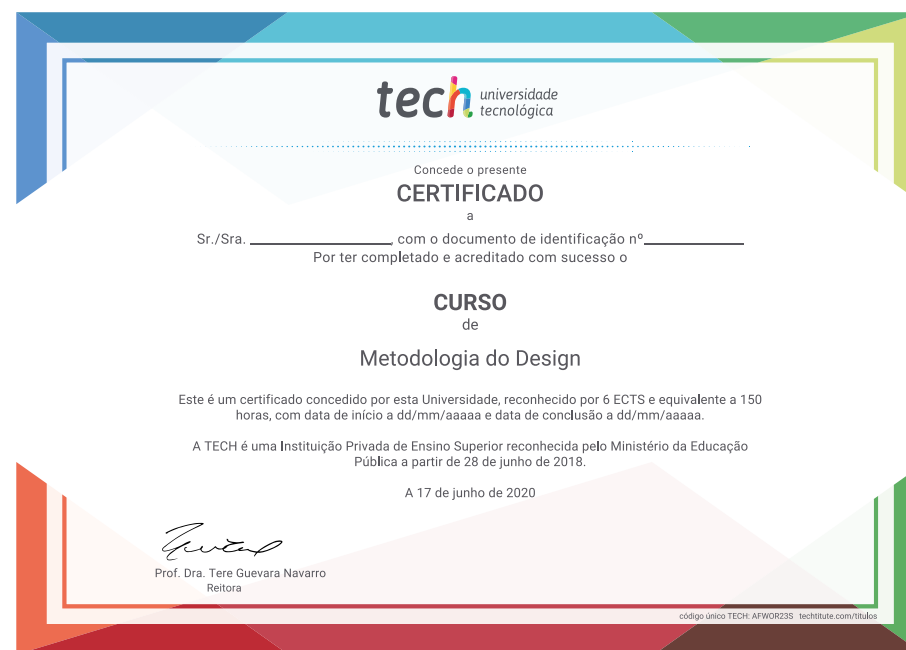 tech universidade
tecnológica
Concede o presente
CERTIFICADO
a
Sr./Sra. ________________, com o documento de identificação nº___________
Por ter completado e acreditado com sucesso o
CURSO
de
Metodologia do Design
Este é um certificado concedido por esta Universidade, reconhecido por 6 ECTS e equivalente a 150
horas, com data de início a dd/mm/aaaaa e data de conclusão a dd/mm/aaaaa.
A TECH é uma Instituição Privada de Ensino Superior reconhecida pelo Ministério da Educação
Pública a partir de 28 de junho de 2018.
A 17 de junho de 2020
Prof. Dra. Tere Guevara Navarro
Reitora
código único TECH: AFWOR23S techtitute.com/titulos